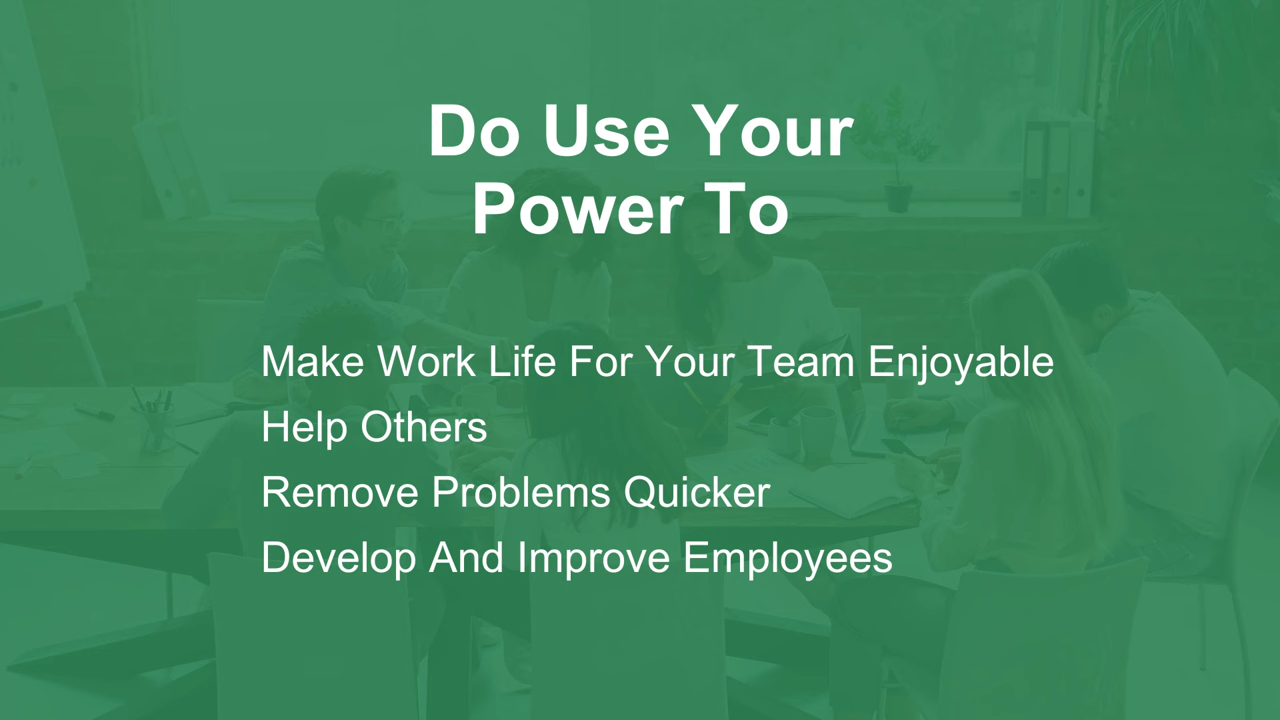 Do Use Your
Power To
Make Work Life For Your Team Enjoyable
Help Others
Remove Problems Quicker
Develop And Improve Employees